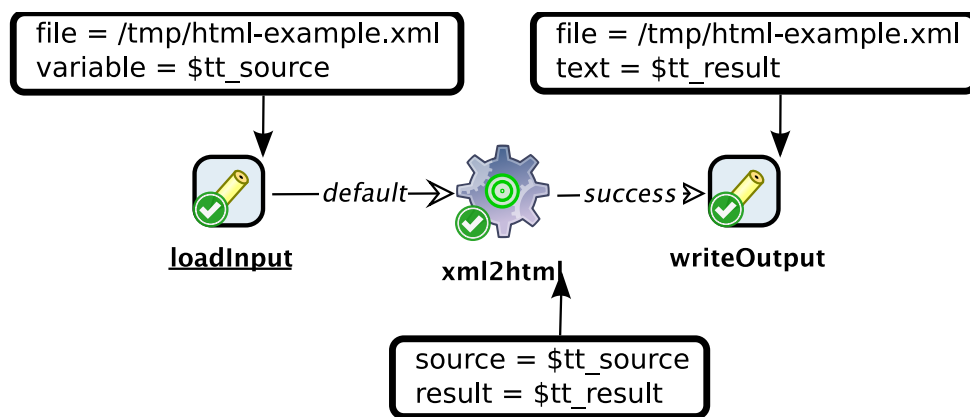 file = /tmp/html-example.xml
variable = $tt_source
file = /tmp/html-example.xml
text = $tt_result
default
success
loadInput
xml2html
writeOutput
source = $tt_source
result = $tt_result